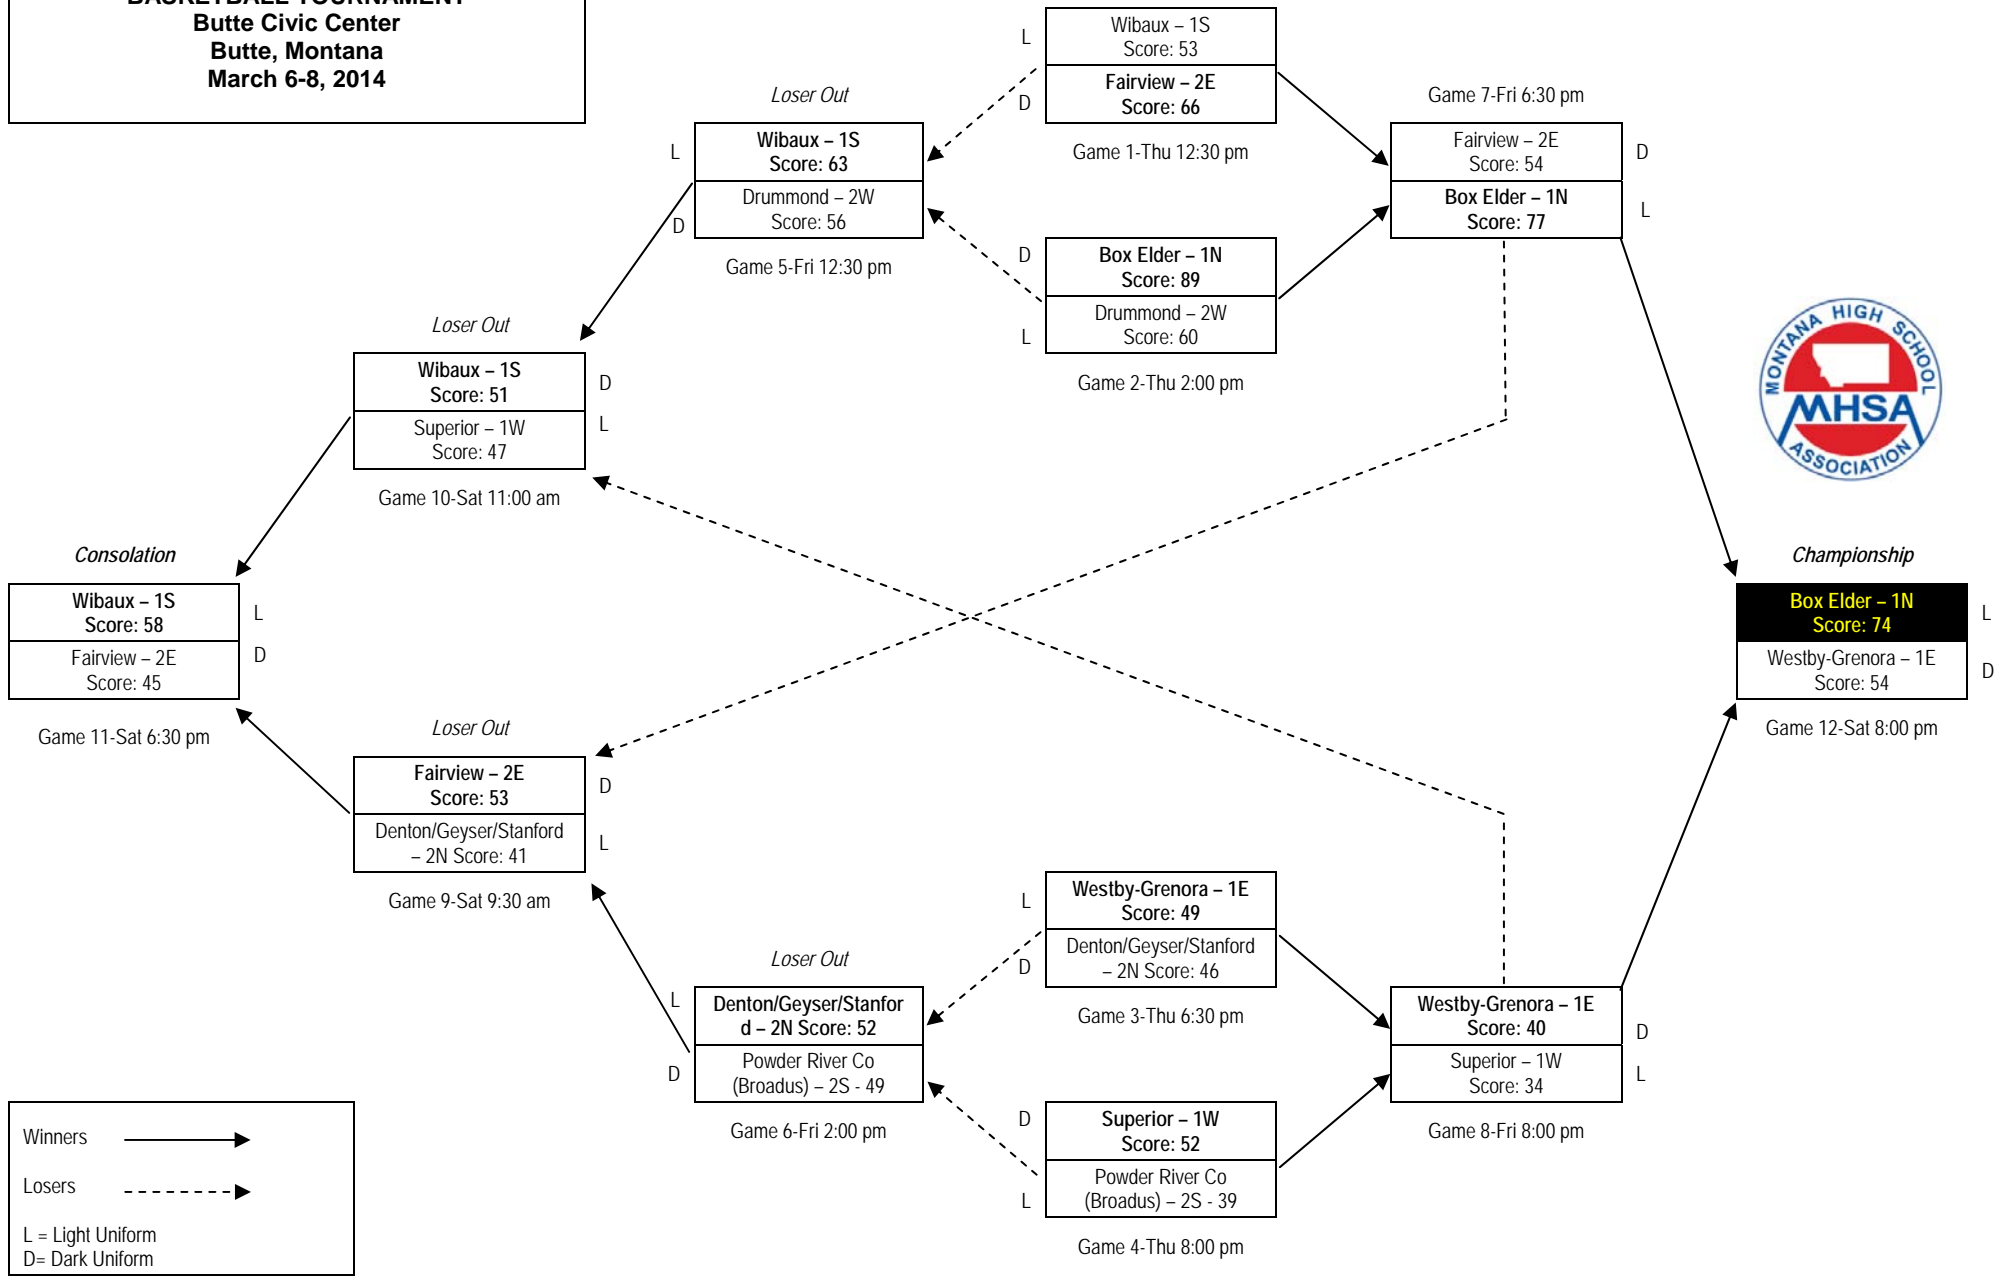 BASKETBALL TOURNAMENT
Butte Civic Center
Butte, Montana
March 6-8, 2014
L
Wibaux – 1S
Score: 53
D
Fairview – 2E
Score: 66
Game 1-Thu 12:30 pm
Loser Out
L
Wibaux – 1S
Score: 63
D
Drummond – 2W
Score: 56
Game 5-Fri 12:30 pm
Game 7-Fri 6:30 pm
Fairview – 2E
Score: 54
D
Box Elder – 1N
Score: 77
L
D
Box Elder – 1N
Score: 89
L
Drummond – 2W
Score: 60
Game 2-Thu 2:00 pm
Loser Out
Wibaux – 1S
Score: 51
D
Superior – 1W
Score: 47
L
Game 10-Sat 11:00 am
MONTANA HIGH SCHOOL
MHSA
ASSOCIATION
Consolation
Wibaux – 1S
Score: 58
L
Fairview – 2E
Score: 45
D
Game 11-Sat 6:30 pm
Championship
Box Elder – 1N
Score: 74
L
Westby-Grenora – 1E
Score: 54
D
Game 12-Sat 8:00 pm
Loser Out
Fairview – 2E
Score: 53
D
Denton/Geyser/Stanford
– 2N Score: 41
L
Game 9-Sat 9:30 am
L
Westby-Grenora – 1E
Score: 49
D
Denton/Geyser/Stanford
– 2N Score: 46
Game 3-Thu 6:30 pm
Loser Out
L
Denton/Geyser/Stanfor
d – 2N Score: 52
D
Powder River Co
(Broadus) – 2S - 49
Game 6-Fri 2:00 pm
Westby-Grenora – 1E
Score: 40
D
Superior – 1W
Score: 34
L
Game 8-Fri 8:00 pm
D
Superior – 1W
Score: 52
L
Powder River Co
(Broadus) – 2S - 39
Game 4-Thu 8:00 pm
Winners
Losers
L = Light Uniform
D= Dark Uniform